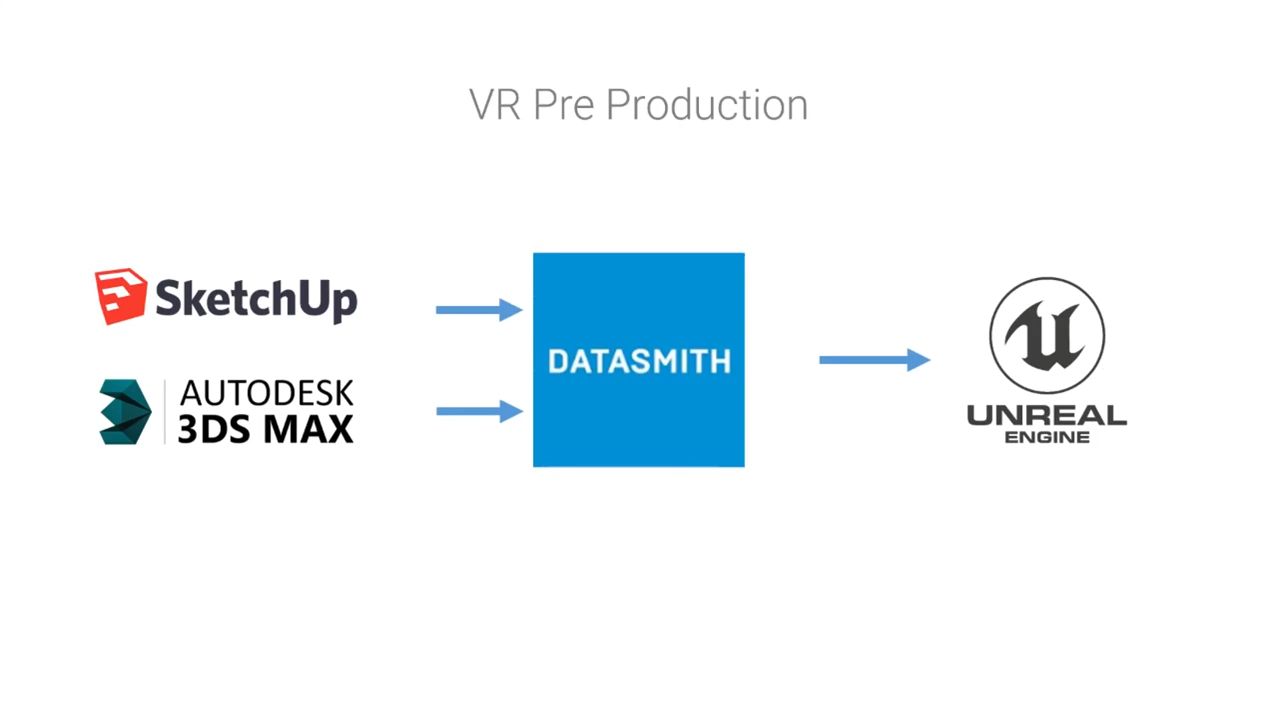 VR Pre Production
SketchUp
AUTODESK
3DS MAX
DATASMITH
UNREAL
ENGINE